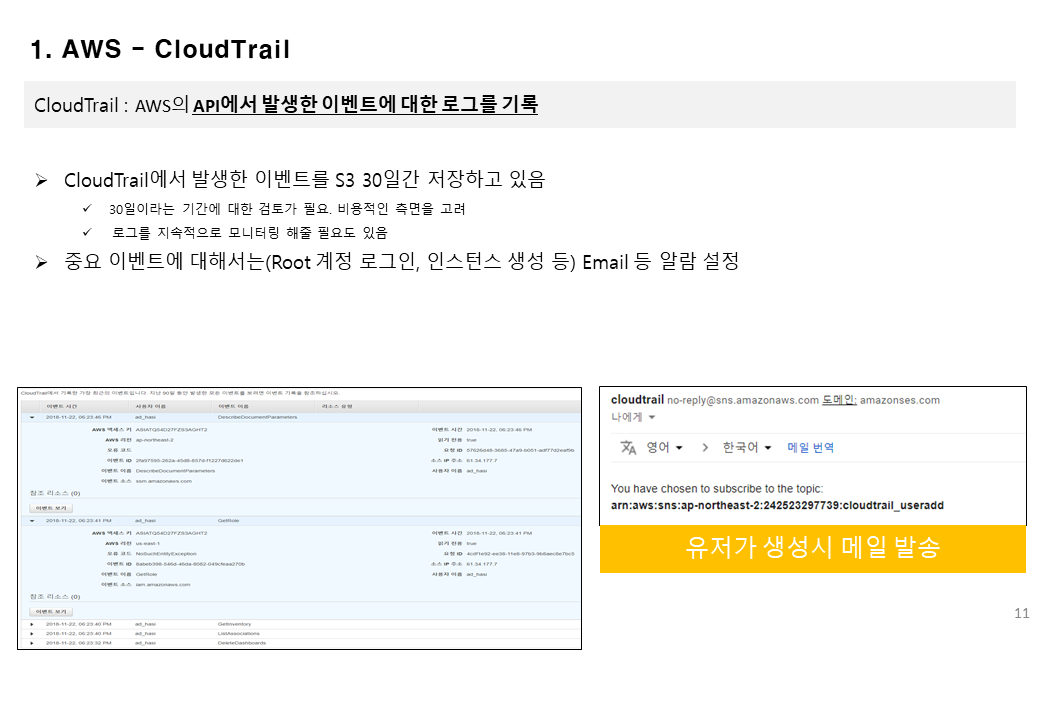 1. AWS – CloudTrail
CloudTrail : AWS의 API에서 발생한 이벤트에 대한 로그를 기록
➢ CloudTrail에서 발생한 이벤트를 S3 30일간 저장하고 있음
✓ 30일이라는 기간에 대한 검토가 필요. 비용적인 측면을 고려
✓ 로그를 지속적으로 모니터링 해줄 필요도 있음
➢ 중요 이벤트에 대해서는(Root 계정 로그인, 인스턴스 생성 등) Email 등 알람 설정
CloudTrail에서 기록한 가장 최근의 이벤트입니다. 지난 90일 동안 발생한 모든 이벤트를 보려면 이벤트 기록을 참조하십시오.
이벤트 시간 사용자 이름 이벤트 이름 리소스 유형
2018-11-22, 06:23:46 PM ad_hasi DescribeDocumentParameters
AWS 액세스 키 ASIATQS4D27FZS3AGHT2 이벤트 시간 2018-11-22, 06:23:46 PM
AWS 리전 ap-northeast-2 읽기 전용 true
오류 코드 요청 ID
이벤트 ID 소스 IP 주소 61.34.177.7
이벤트 이름 DescribeDocumentParameters 사용자 이름 ad_hasi
이벤트 소스 ssm.amazonaws.com
참조 리소스 (0)
이벤트 보기
2018-11-22, 06:23:41 PM ad_hasi GetRole
AWS 액세스 키 ASIATQS4D27FZS3AGHT2 이벤트 시간 2018-11-22, 06:23:41 PM
AWS 리전 us-east-1 읽기 전용 true
오류 코드 NoSuchEntityException 요청 ID
이벤트 ID 소스 IP 주소 61.34.177.7
이벤트 이름 GetRole 사용자 이름 ad_hasi
이벤트 소스 iam.amazonaws.com
참조 리소스 (0)
이벤트 보기
2018-11-22, 06:23:40 PM ad_hasi GetInventory
2018-11-22, 06:23:40 PM ad_hasi ListAssociations
2018-11-22, 06:23:32 PM ad_hasi DeleteDashboards
cloudtrail no-reply@sns.amazonaws.com 도메인: amazonses.com
나에게
영어 > 한국어 메일 번역
You have chosen to subscribe to the topic:
arn:aws:sns:ap-northeast-2:242523297739:cloudtrail_useradd
유저가 생성시 메일 발송
11